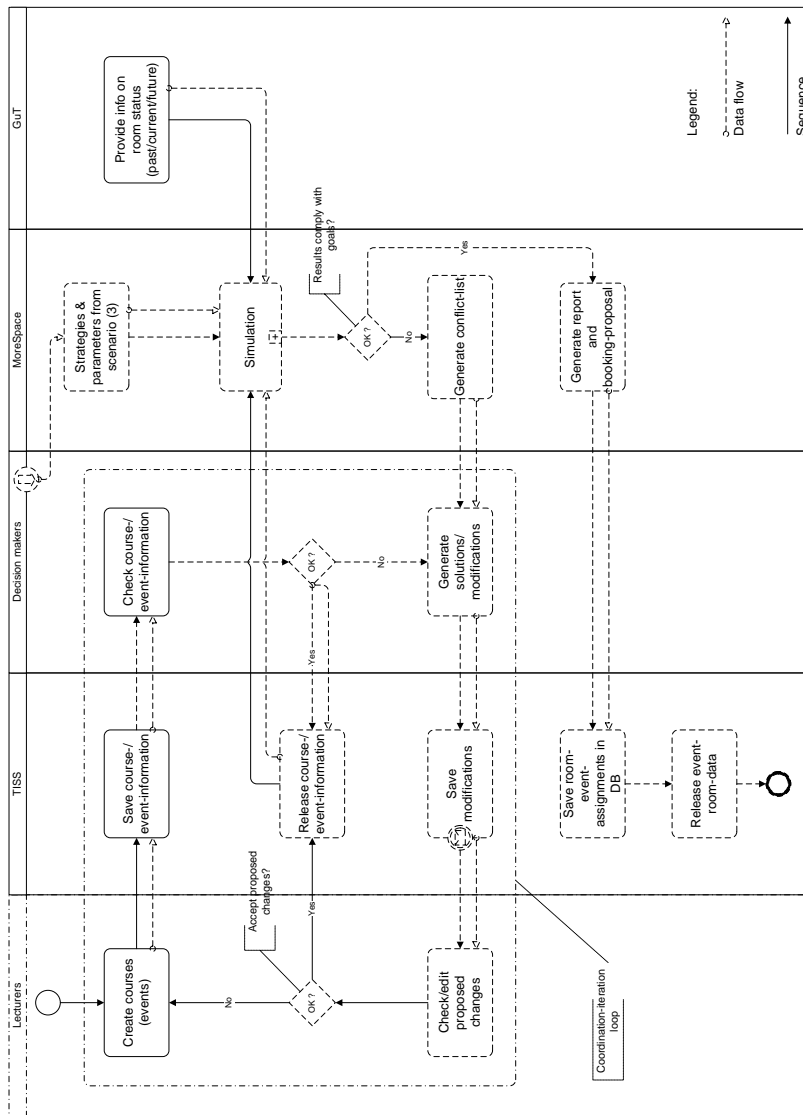 Lecturers
TISS
Decision makers
MoreSpace
GuT
Provide info on
room status
(past/current/future)
Strategies &
parameters from
scenario (3)
Simulation
+
Results comply with
goals?
OK ?
No
Yes
Generate conflict-list
Generate report
and
booking-proposal
Check course-/
event-information
OK ?
Yes
No
Generate
solutions/
modifications
Save course-/
event-information
Release course-/
event-information
Save
modifications
Save room-
event-
assignments in
DB
Release event-
room-data
Create courses
(events)
Accept proposed
changes?
No
OK ?
Yes
Check/edit
proposed
changes
Coordination-iteration
loop
Legend:
Data flow
Sequence